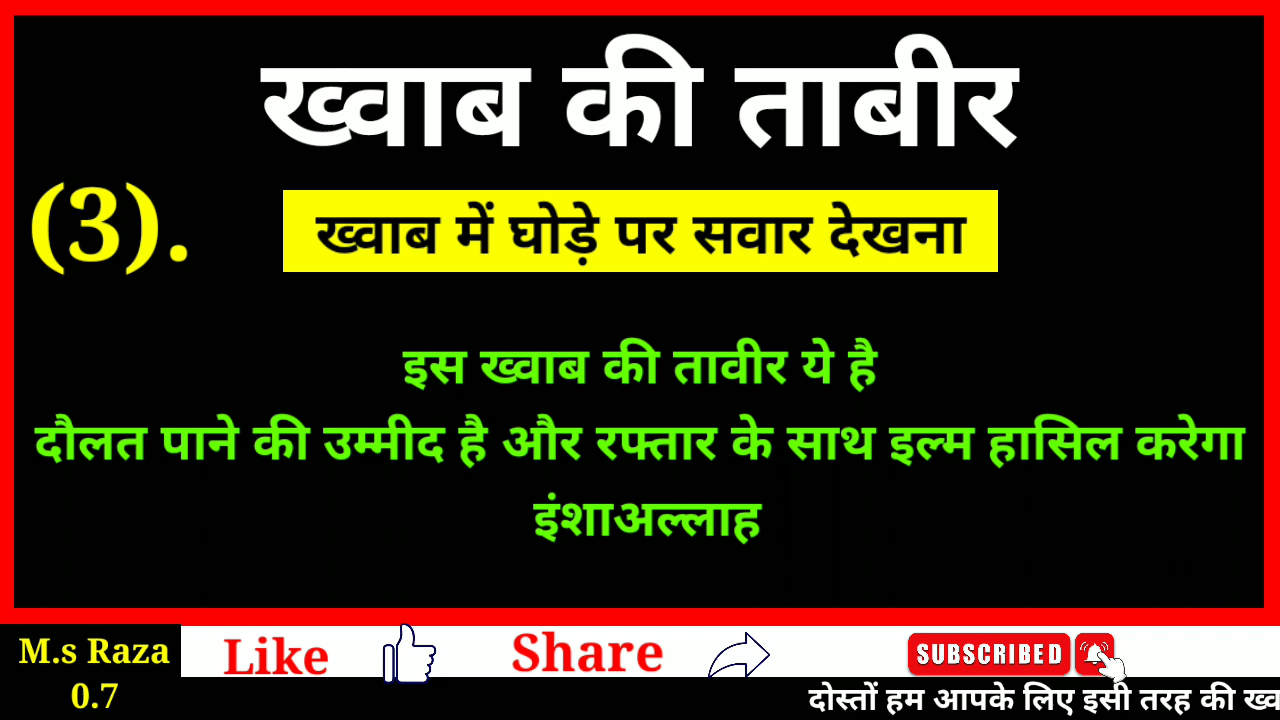 ख्वाब की ताबीर
(3).
ख्वाब में घोड़े पर सवार देखना
इस ख्वाब की तावीर ये है
दौलत पाने की उम्मीद है और रफ्तार के साथ इल्म हासिल करेगा
इंशाअल्लाह
M.s Raza
0.7
Like
Share
SUBSCRIBED
दोस्तों हम आपके लिए इसी तरह की